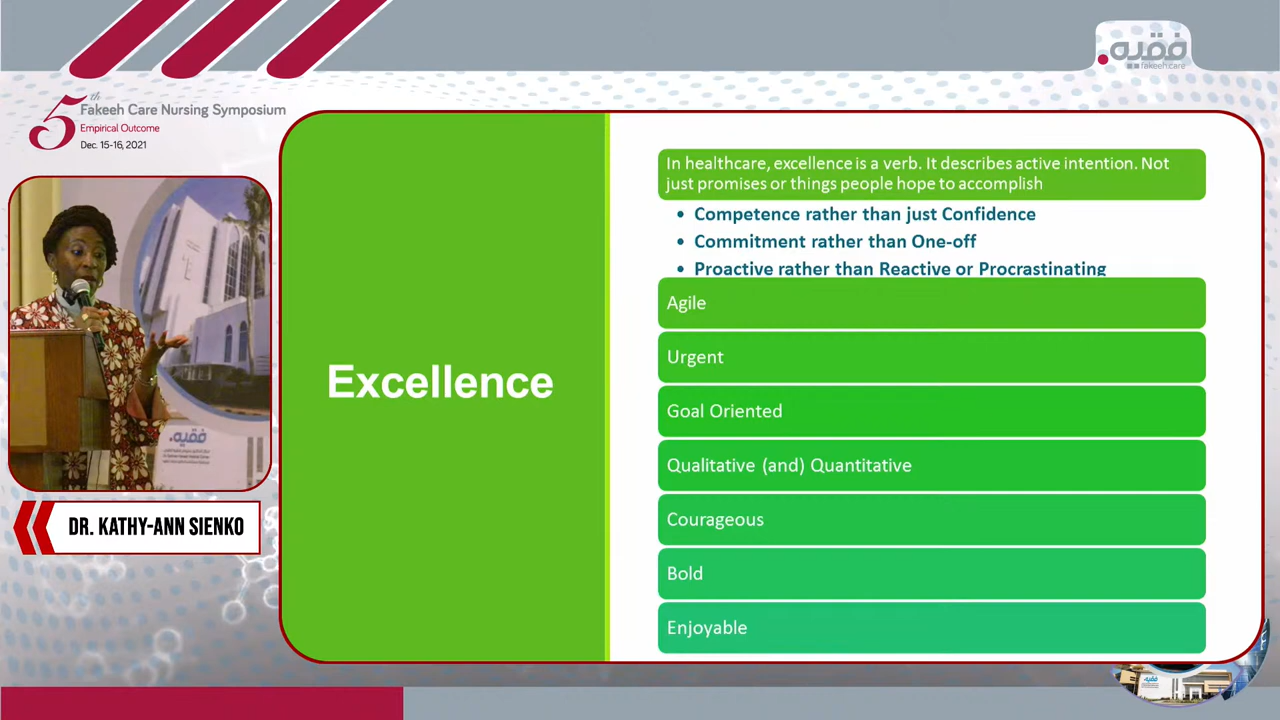 فقيه
fakeeh.care
5th
Fakeeh Care Nursing Symposium
Empirical Outcome
Dec. 15-16, 2021
In healthcare, excellence is a verb. It describes active intention. Not
just promises or things people hope to accomplish
• Competence rather than just Confidence
• Commitment rather than One-off
• Proactive rather than Reactive or Procrastinating
Excellence
Agile
Urgent
Goal Oriented
Qualitative (and) Quantitative
Courageous
Bold
Enjoyable
فقيه
DR. KATHY-ANN SIENKO